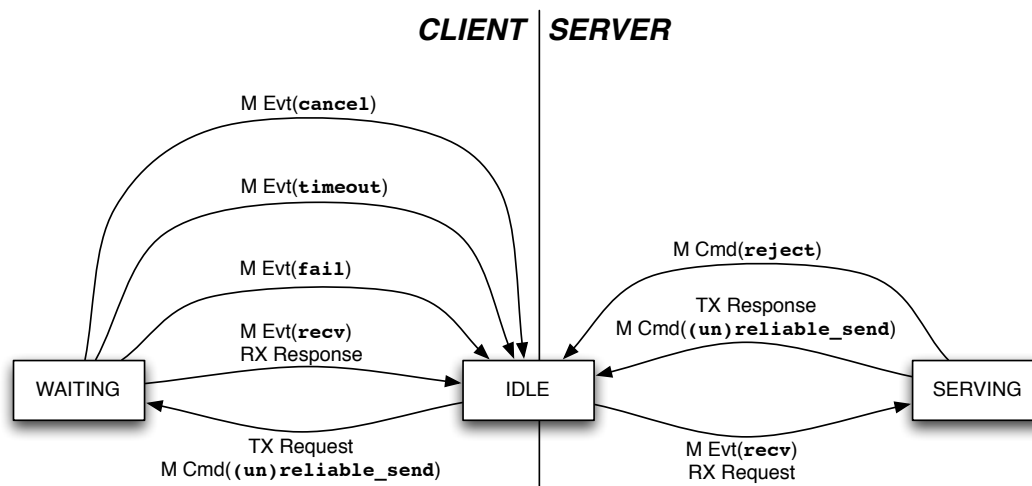 CLIENT SERVER
M Evt(cancel)
M Evt(timeout)
M Evt(fail)
M Evt(recv)
RX Response
M Cmd(reject)
TX Response
M Cmd((un)reliable_send)
WAITING
IDLE
SERVING
TX Request
M Cmd((un)reliable_send)
M Evt(recv)
RX Request